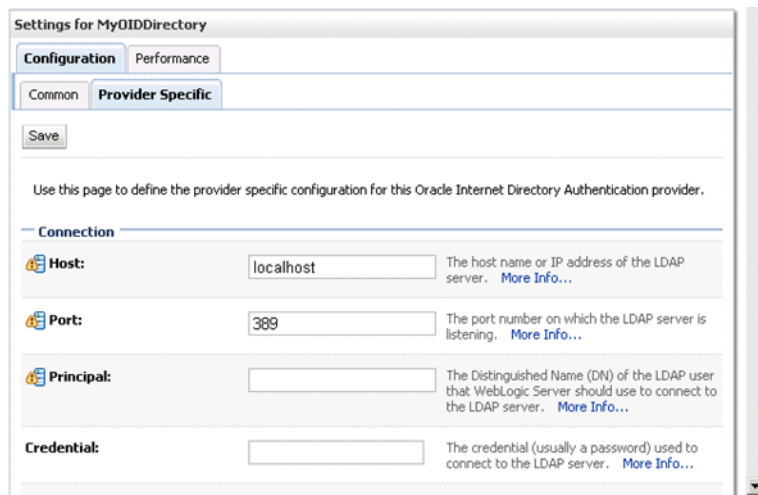 Settings for MyOIDDirectory
Configuration Performance
Common Provider Specific
Save
Use this page to define the provider specific configuration for this Oracle Internet Directory Authentication provider.
Connection
Host: localhost The host name or IP address of the LDAP
server. More Info...
Port: 389 The port number on which the LDAP server is
listening. More Info...
Principal: The Distinguished Name (DN) of the LDAP user
that WebLogic Server should use to connect to
the LDAP server. More Info...
Credential: The credential (usually a password) used to
connect to the LDAP server. More Info...